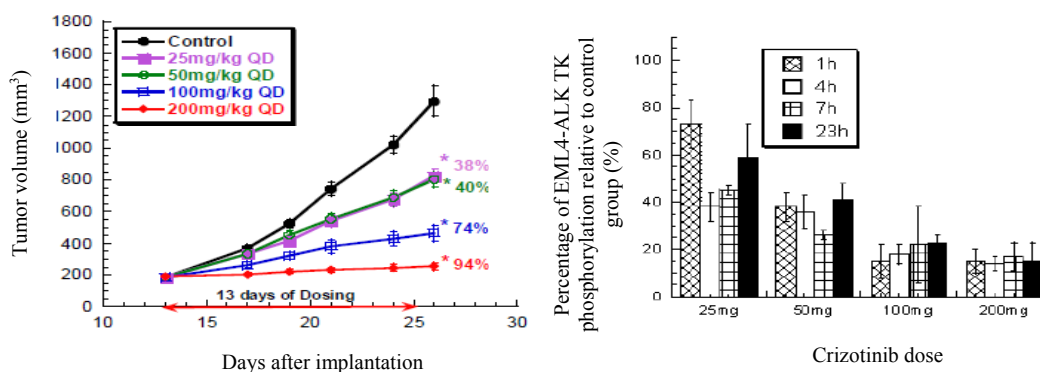 1800
1600
1400
1200
1000
800
600
400
200
0
Tumor volume (mm³)
Control
25mg/kg QD
50mg/kg QD
100mg/kg QD
200mg/kg QD
* 38%
* 40%
* 74%
* 94%
13 days of Dosing
10 15 20 25 30
Days after implantation
Percentage of EML4-ALK TK
phosphorylation relative to control
group (%)
100
80
60
40
20
0
1h
4h
7h
23h
25mg 50mg 100mg 200mg
Crizotinib dose